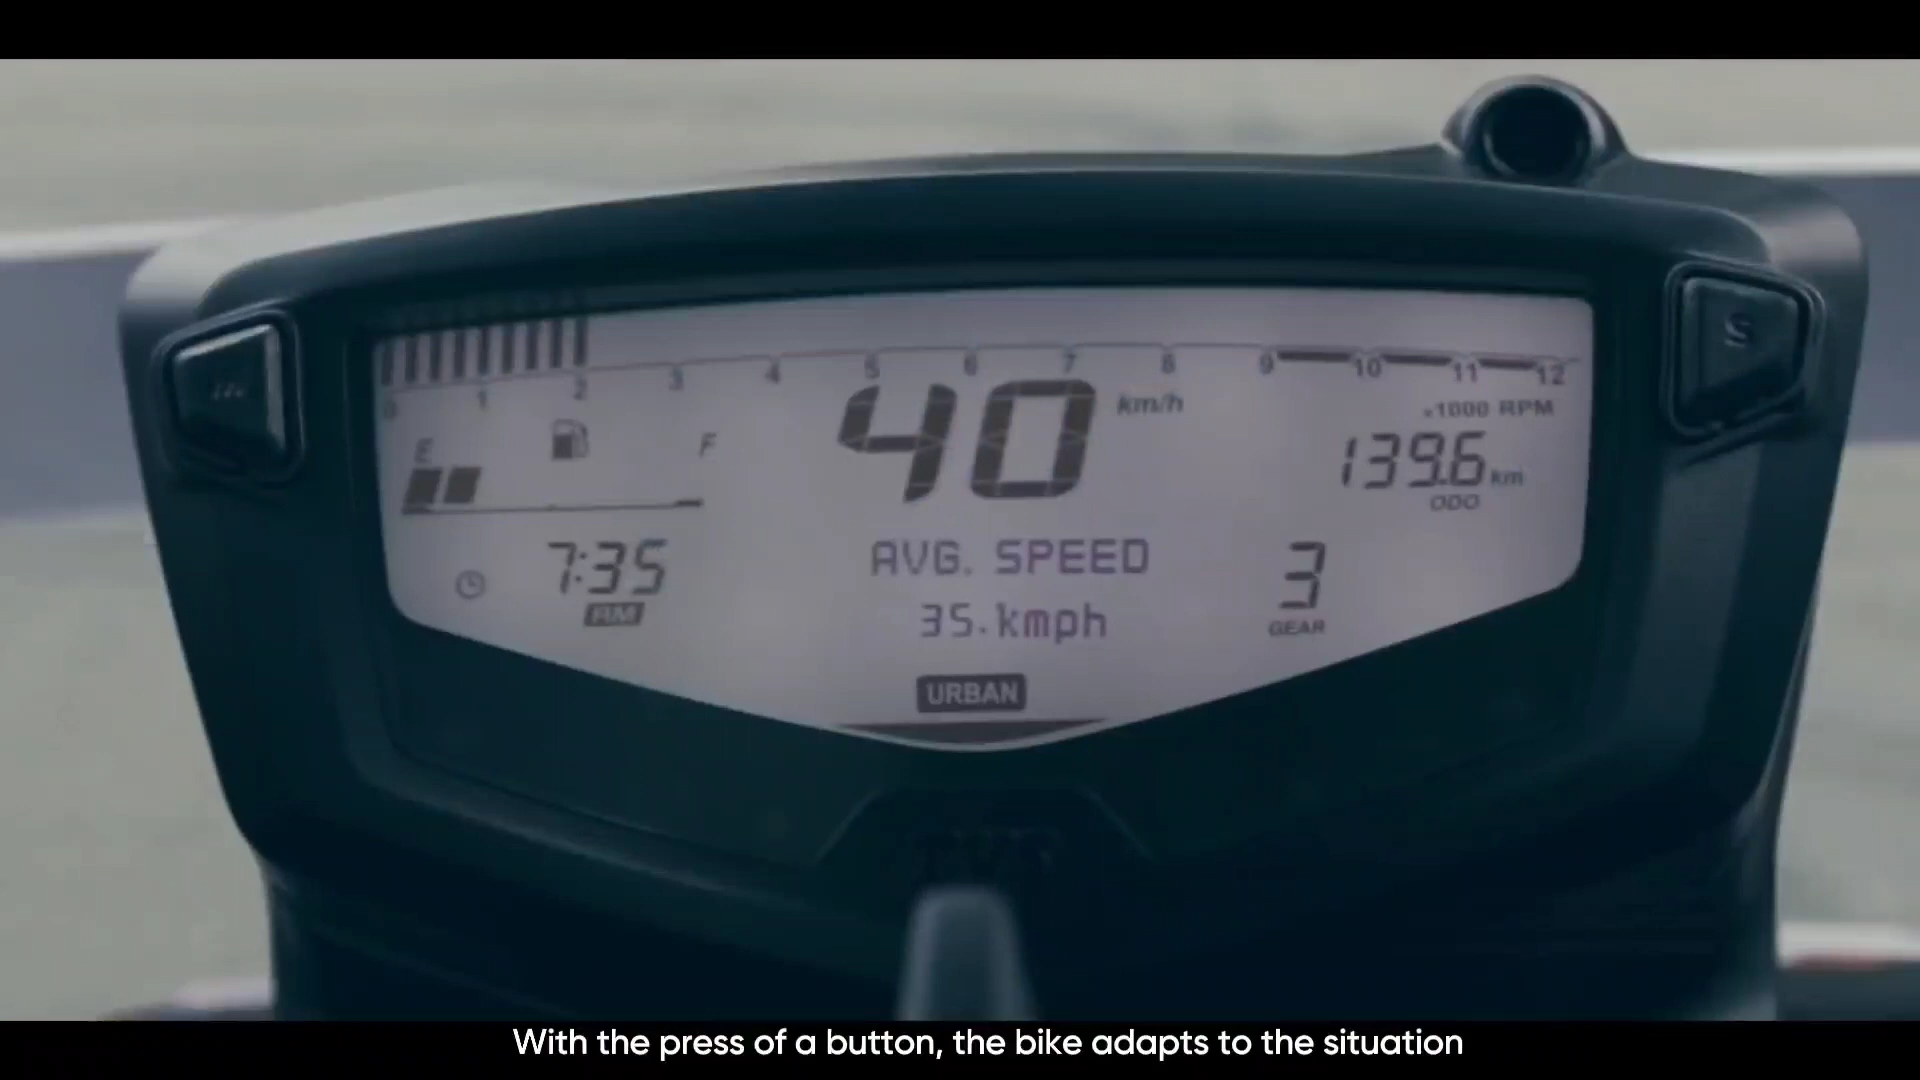 0 1 2 3 4 5 6 7 8 9 10 11 12
x1000 RPM
E F
40 km/h
139.6 km
ODO
7:35
AM
AVG. SPEED
35.kmph
3
GEAR
URBAN
S
With the press of a button, the bike adapts to the situation